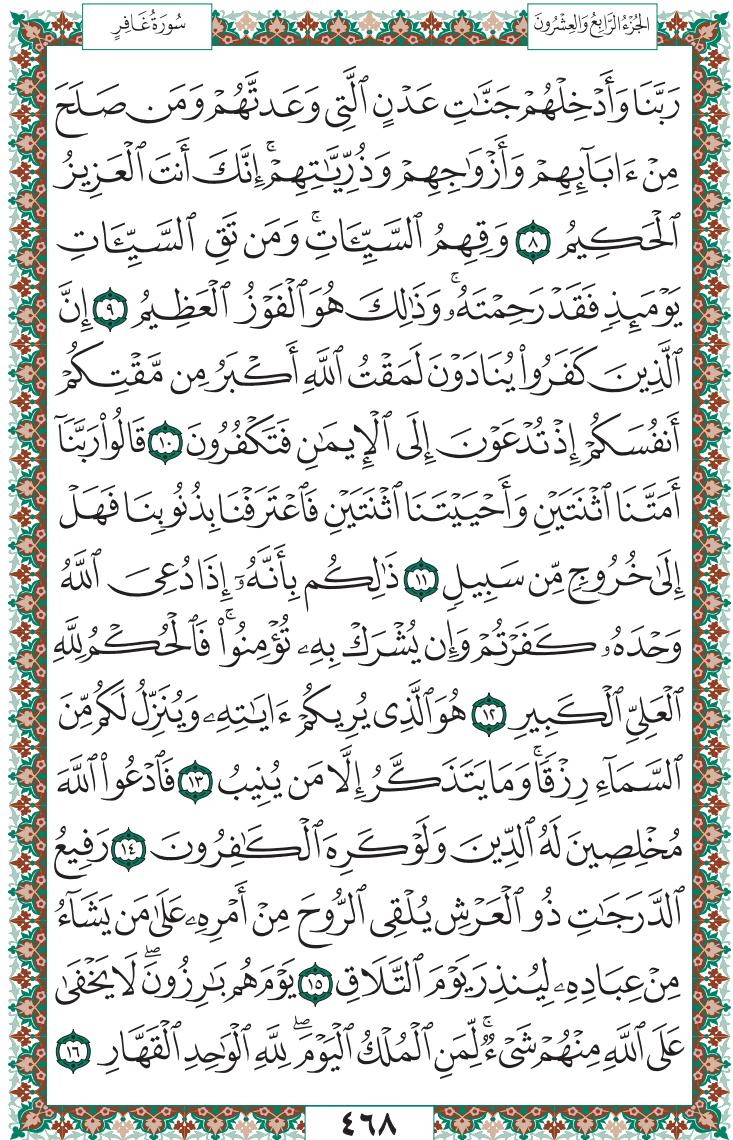 الجُزْءُ الرَّابِعُ وَالعِشْرُونَ
سُورَةُ غَافِرٍ
رَبَّنَا وَأَدْخِلْهُمْ جَنَّٰتِ عَدْنٍ ٱلَّتِي وَعَدتَّهُمْ وَمَن صَلَحَ
مِنْ ءَابَآئِهِمْ وَأَزْوَٰجِهِمْ وَذُرِّيَّٰتِهِمْۚ إِنَّكَ أَنتَ ٱلْعَزِيزُ
ٱلْحَكِيمُ ٨ وَقِهِمُ ٱلسَّيِّـَٔاتِۚ وَمَن تَقِ ٱلسَّيِّـَٔاتِ
يَوْمَئِذٖ فَقَدْ رَحِمْتَهُۥۚ وَذَٰلِكَ هُوَ ٱلْفَوْزُ ٱلْعَظِيمُ ٩ إِنَّ
ٱلَّذِينَ كَفَرُواْ يُنَادَوْنَ لَمَقْتُ ٱللَّهِ أَكْبَرُ مِن مَّقْتِكُمْ
أَنفُسَكُمْ إِذْ تُدْعَوْنَ إِلَى ٱلْإِيمَٰنِ فَتَكْفُرُونَ ١٠ قَالُواْ رَبَّنَآ
أَمَتَّنَا ٱثْنَتَيْنِ وَأَحْيَيْتَنَا ٱثْنَتَيْنِ فَٱعْتَرَفْنَا بِذُنُوبِنَا فَهَلْ
إِلَىٰ خُرُوجٖ مِّن سَبِيلٖ ١١ ذَٰلِكُم بِأَنَّهُۥٓ إِذَا دُعِيَ ٱللَّهُ
وَحْدَهُۥ كَفَرْتُمْ وَإِن يُشْرَكْ بِهِۦ تُؤْمِنُواْۚ فَٱلْحُكْمُ لِلَّهِ
ٱلْعَلِيِّ ٱلْكَبِيرِ ١٢ هُوَ ٱلَّذِي يُرِيكُمْ ءَايَٰتِهِۦ وَيُنَزِّلُ لَكُم مِّنَ
ٱلسَّمَآءِ رِزْقٗاۚ وَمَا يَتَذَكَّرُ إِلَّا مَن يُنِيبُ ١٣ فَٱدْعُواْ ٱللَّهَ
مُخْلِصِينَ لَهُ ٱلدِّينَ وَلَوْ كَرِهَ ٱلْكَٰفِرُونَ ١٤ رَفِيعُ
ٱلدَّرَجَٰتِ ذُو ٱلْعَرْشِ يُلْقِي ٱلرُّوحَ مِنْ أَمْرِهِۦ عَلَىٰ مَن يَشَآءُ
مِنْ عِبَادِهِۦ لِيُنذِرَ يَوْمَ ٱلتَّلَاقِ ١٥ يَوْمَ هُم بَٰرِزُونَۖ لَا يَخْفَىٰ
عَلَى ٱللَّهِ مِنْهُمْ شَيْءٞۚ لِّمَنِ ٱلْمُلْكُ ٱلْيَوْمَۖ لِلَّهِ ٱلْوَٰحِدِ ٱلْقَهَّارِ ١٦
٤٦٨